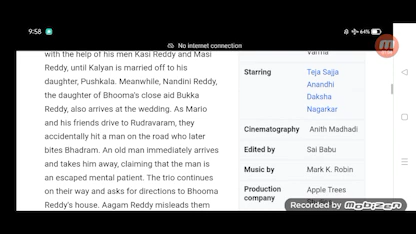 9:58
64%
No internet connection
with the help of his men Kasi Reddy and Masi
Reddy, until Kalyan is married off to his
daughter, Pushkala. Meanwhile, Nandini Reddy,
the daughter of Bhooma's close aid Bukka
Reddy, also arrives at the wedding. As Mario
and his friends drive to Rudravaram, they
accidentally hit a man on the road who later
bites Bhadram. An old man immediately arrives
and takes him away, claiming that the man is
an escaped mental patient. The trio continues
on their way and asks for directions to Bhooma
Reddy's house. Aagam Reddy misleads them
Varma
Starring Teja Sajja
Anandhi
Daksha
Nagarkar
Cinematography Anith Madhadi
Edited by Sai Babu
Music by Mark K. Robin
Production Apple Trees
company
Recorded by Mobizen